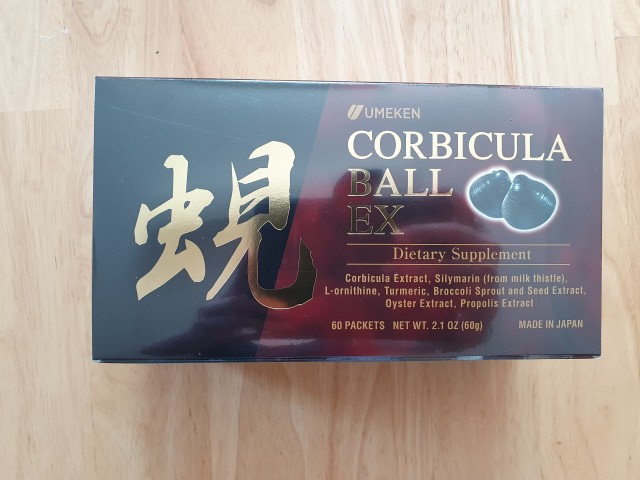 蜆
UMEKEN
CORBICULA
BALL
EX
Dietary Supplement
Corbicula Extract, Silymarin (from milk thistle),
L-ornithine, Turmeric, Broccoli Sprout and Seed Extract,
Oyster Extract, Propolis Extract
60 PACKETS NET WT. 2.1 OZ (60g) MADE IN JAPAN